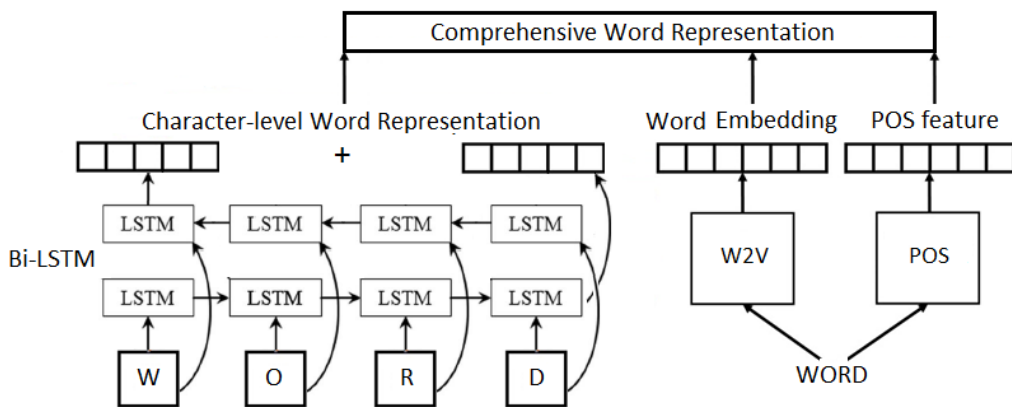 Comprehensive Word Representation
Character-level Word Representation
Word Embedding
POS feature
+
LSTM LSTM LSTM LSTM
Bi-LSTM
W2V
POS
LSTM LSTM LSTM LSTM
W O R D
WORD